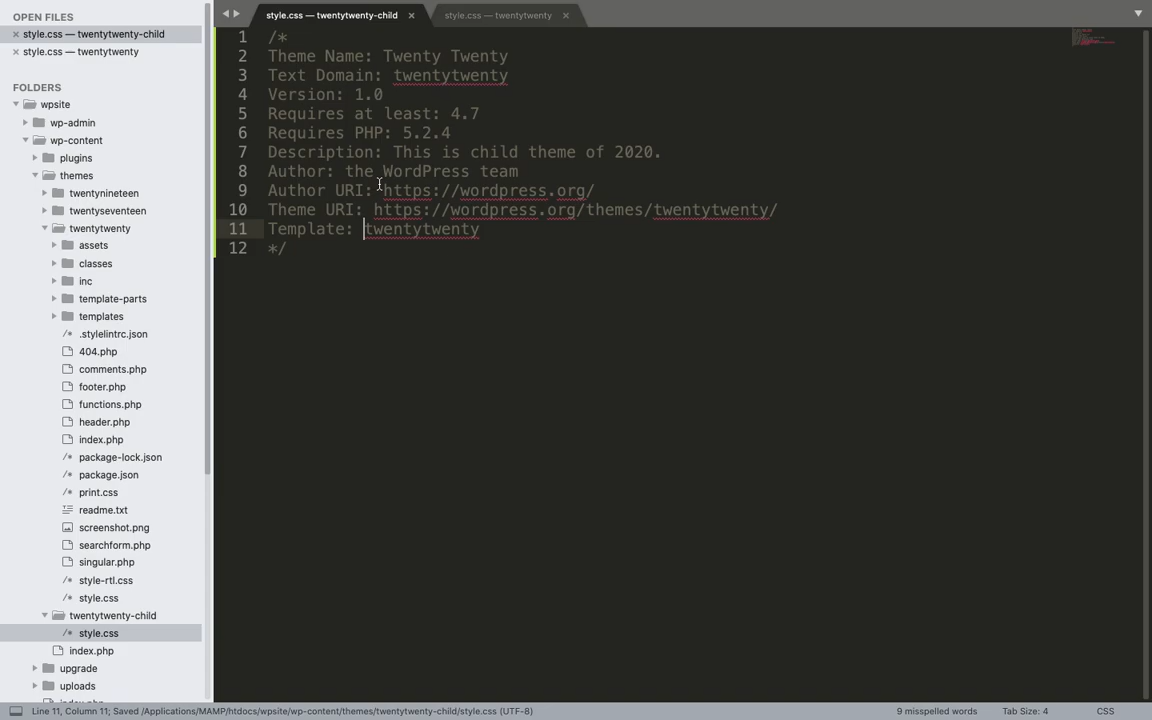 OPEN FILES
style.css — twentytwenty-child
style.css — twentytwenty
FOLDERS
wpsite
wp-admin
wp-content
plugins
themes
twentynineteen
twentyseventeen
twentytwenty
assets
classes
inc
template-parts
templates
.stylelintrc.json
404.php
comments.php
footer.php
functions.php
header.php
index.php
package-lock.json
package.json
print.css
readme.txt
screenshot.png
searchform.php
singular.php
style-rtl.css
style.css
twentytwenty-child
style.css
index.php
upgrade
uploads
style.css — twentytwenty-child
style.css — twentytwenty
1 /*
2 Theme Name: Twenty Twenty
3 Text Domain: twentytwenty
4 Version: 1.0
5 Requires at least: 4.7
6 Requires PHP: 5.2.4
7 Description: This is child theme of 2020.
8 Author: the WordPress team
9 Author URI: https://wordpress.org/
10 Theme URI: https://wordpress.org/themes/twentytwenty/
11 Template: twentytwenty
12 */
Line 11, Column 11; Saved /Applications/MAMP/htdocs/wpsite/wp-content/themes/twentytwenty-child/style.css (UTF-8)
9 misspelled words
Tab Size: 4
CSS